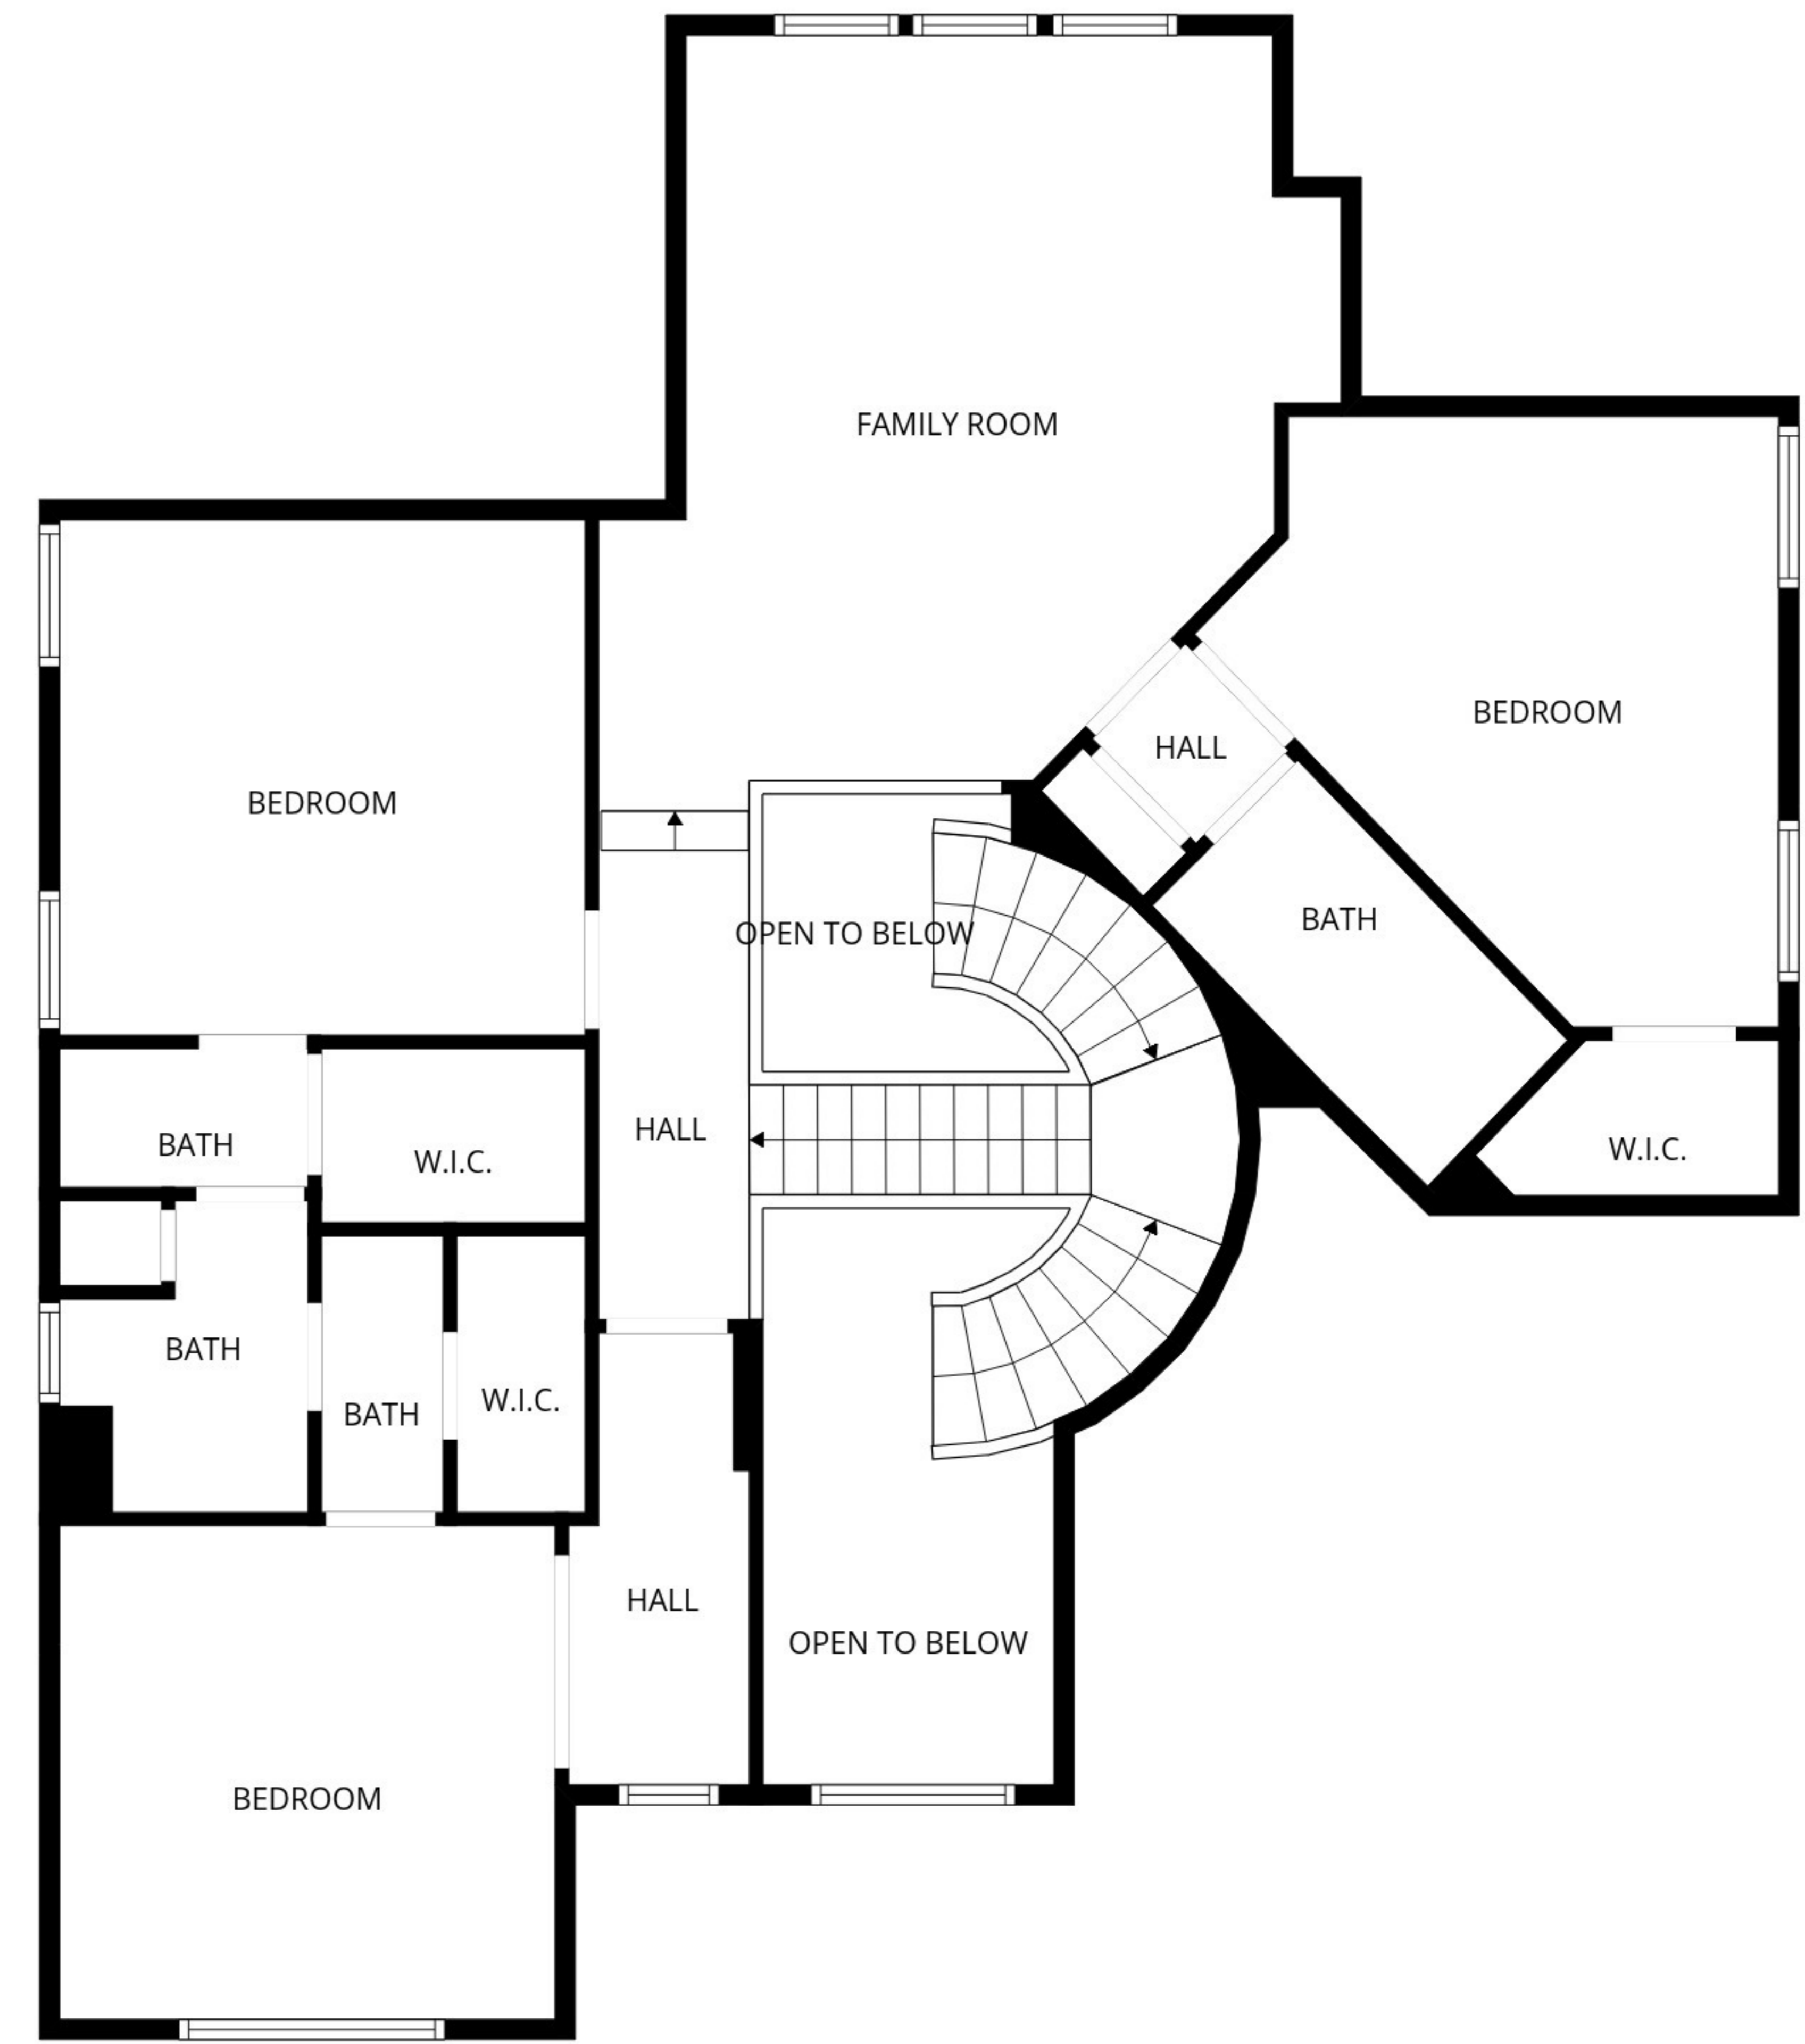 FAMILY ROOM
BEDROOM
HALL
BEDROOM
BATH
OPEN TO BELOW
HALL
BATH
W.I.C.
W.I.C.
BATH
BATH
W.I.C.
HALL
OPEN TO BELOW
BEDROOM